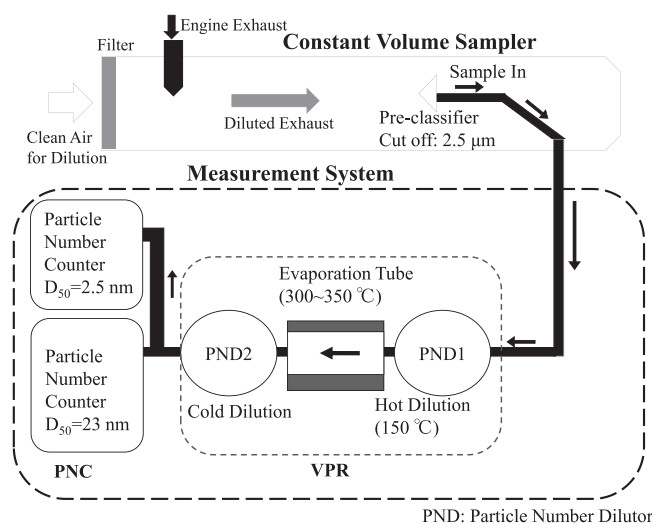 Engine Exhaust
Filter
Constant Volume Sampler
Sample In
Clean Air
for Dilution
Diluted Exhaust
Pre-classifier
Cut off: 2.5 μm
Measurement System
Particle
Number
Counter
D50=2.5 nm
Evaporation Tube
(300~350 ℃)
Particle
Number
Counter
D50=23 nm
PND2
PND1
Cold Dilution
Hot Dilution
(150 ℃)
PNC
VPR
PND: Particle Number Dilutor